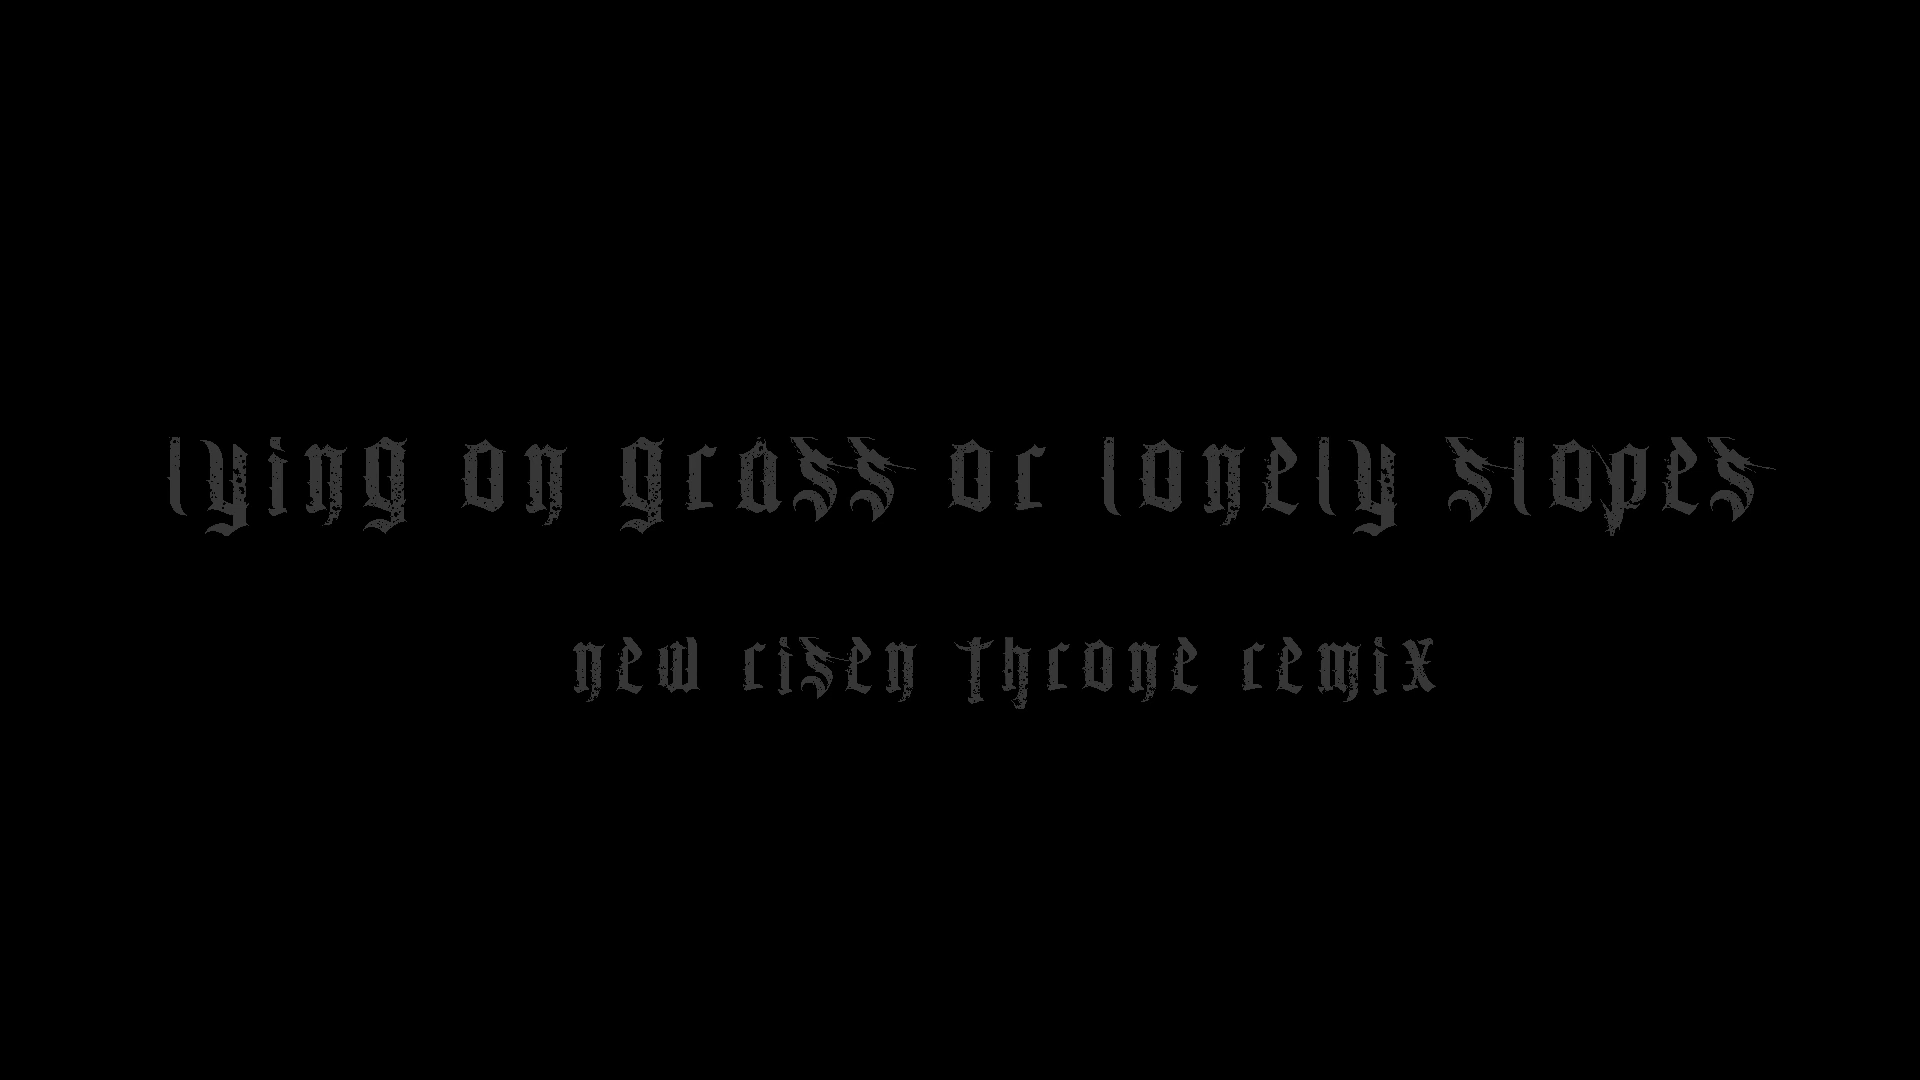 lying on grass or lonely slopes
new risen throne remix